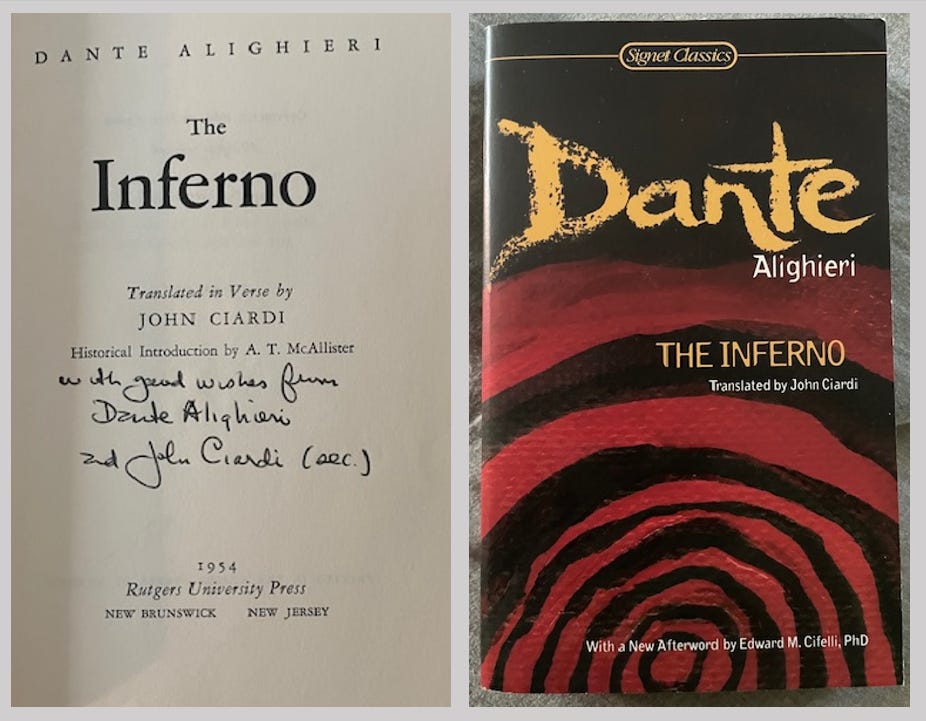 DANTE ALIGHIERI
The
Inferno
Translated in Verse by
JOHN CIARDI
Historical Introduction by A. T. McAllister
with good wishes from
Dante Alighieri
and John Ciardi (sec.)
1954
Rutgers University Press
NEW BRUNSWICK NEW JERSEY
Signet Classics
Dante
Alighieri
THE INFERNO
Translated by John Ciardi
With a New Afterword by Edward M. Cifelli, PhD